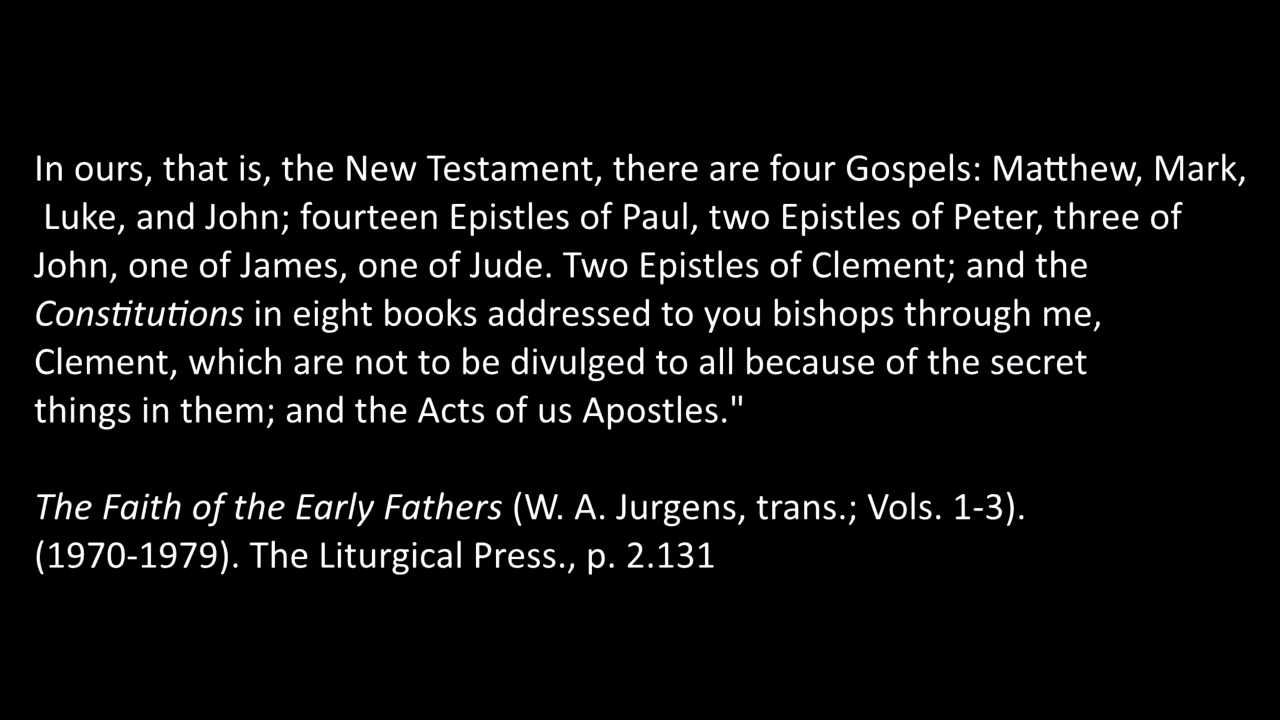 In ours, that is, the New Testament, there are four Gospels: Matthew, Mark,
Luke, and John; fourteen Epistles of Paul, two Epistles of Peter, three of
John, one of James, one of Jude. Two Epistles of Clement; and the
Constitutions in eight books addressed to you bishops through me,
Clement, which are not to be divulged to all because of the secret
things in them; and the Acts of us Apostles."
The Faith of the Early Fathers (W. A. Jurgens, trans.; Vols. 1-3).
(1970-1979). The Liturgical Press., p. 2.131